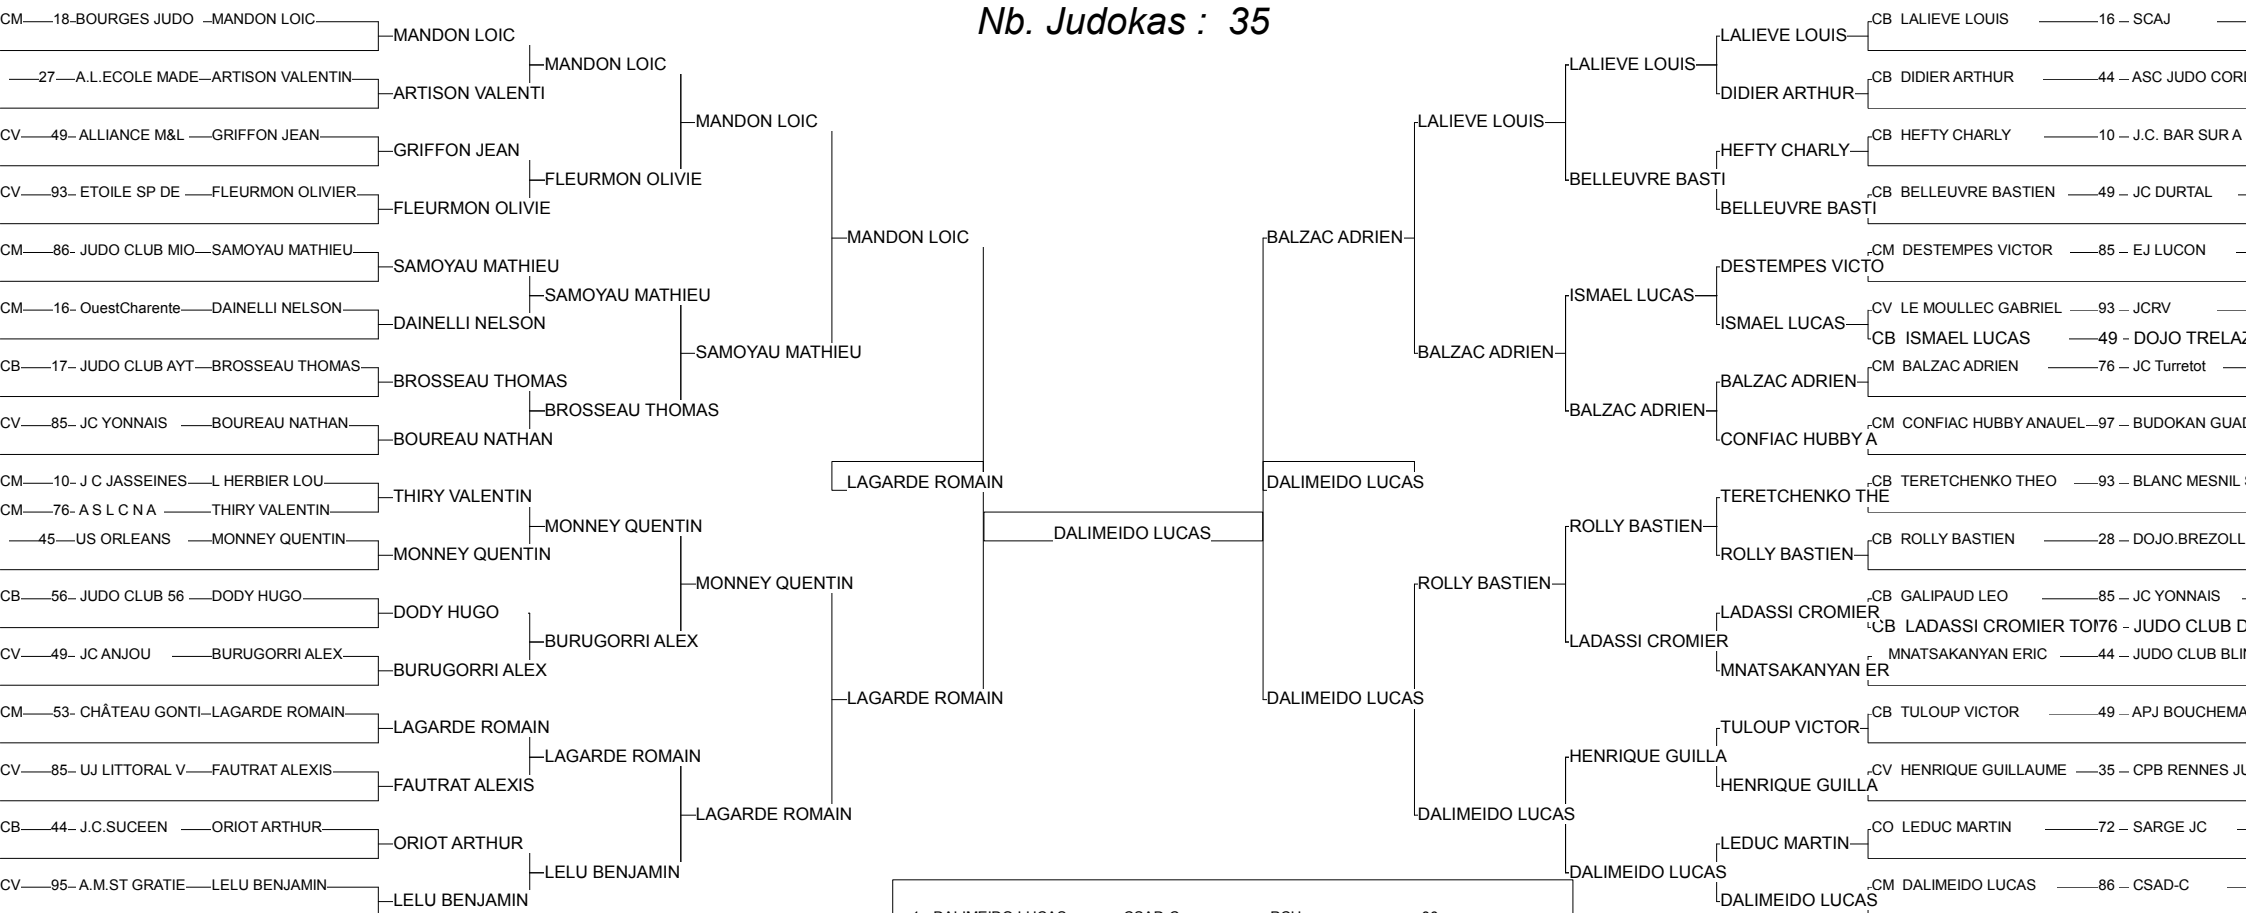 Nb. Judokas : 35
CM 18 BOURGES JUDO MANDON LOIC
27 A.L.ECOLE MADE ARTISON VALENTIN
CV 49 ALLIANCE M&L GRIFFON JEAN
CV 93 ETOILE SP DE FLEURMON OLIVIER
CM 86 JUDO CLUB MIO SAMOYAU MATHIEU
CM 16 OuestCharente DAINELLI NELSON
CB 17 JUDO CLUB AYT BROSSEAU THOMAS
CV 85 JC YONNAIS BOUREAU NATHAN
CM 10 J C JASSEINES L HERBIER LOU
CM 76 A S L C N A THIRY VALENTIN
45 US ORLEANS MONNEY QUENTIN
CB 56 JUDO CLUB 56 DODY HUGO
CV 49 JC ANJOU BURUGORRI ALEX
CM 53 CHÂTEAU GONTI LAGARDE ROMAIN
CV 85 UJ LITTORAL V FAUTRAT ALEXIS
CB 44 J.C.SUCEEN ORIOT ARTHUR
CV 95 A.M.ST GRATIE LELU BENJAMIN
MANDON LOIC
ARTISON VALENTI
GRIFFON JEAN
FLEURMON OLIVIE
SAMOYAU MATHIEU
DAINELLI NELSON
BROSSEAU THOMAS
BOUREAU NATHAN
THIRY VALENTIN
MONNEY QUENTIN
DODY HUGO
BURUGORRI ALEX
LAGARDE ROMAIN
FAUTRAT ALEXIS
ORIOT ARTHUR
LELU BENJAMIN
MANDON LOIC
FLEURMON OLIVIE
SAMOYAU MATHIEU
BROSSEAU THOMAS
MONNEY QUENTIN
BURUGORRI ALEX
LAGARDE ROMAIN
LELU BENJAMIN
MANDON LOIC
SAMOYAU MATHIEU
MONNEY QUENTIN
LAGARDE ROMAIN
MANDON LOIC
LAGARDE ROMAIN
LAGARDE ROMAIN
DALIMEIDO LUCAS
BALZAC ADRIEN
DALIMEIDO LUCAS
DALIMEIDO LUCAS
LALIEVE LOUIS
BALZAC ADRIEN
ROLLY BASTIEN
DALIMEIDO LUCAS
LALIEVE LOUIS
BELLEUVRE BASTI
ISMAEL LUCAS
BALZAC ADRIEN
ROLLY BASTIEN
LADASSI CROMIER
HENRIQUE GUILLA
DALIMEIDO LUCAS
LALIEVE LOUIS
DIDIER ARTHUR
HEFTY CHARLY
BELLEUVRE BASTI
DESTEMPES VICTO
ISMAEL LUCAS
BALZAC ADRIEN
CONFIAC HUBBY A
TERETCHENKO THE
ROLLY BASTIEN
LADASSI CROMIER
MNATSAKANYAN ER
TULOUP VICTOR
HENRIQUE GUILLA
LEDUC MARTIN
DALIMEIDO LUCAS
CB LALIEVE LOUIS 16 SCAJ
CB DIDIER ARTHUR 44 ASC JUDO CORD
CB HEFTY CHARLY 10 J.C. BAR SUR A
CB BELLEUVRE BASTIEN 49 JC DURTAL
CM DESTEMPES VICTOR 85 EJ LUCON
CV LE MOULLEC GABRIEL 93 JCRV
CB ISMAEL LUCAS 49 - DOJO TRELAZ
CM BALZAC ADRIEN 76 JC Turretot
CM CONFIAC HUBBY ANAUEL 97 BUDOKAN GUAD
CB TERETCHENKO THEO 93 BLANC MESNIL
CB ROLLY BASTIEN 28 DOJO.BREZOLL
CB GALIPAUD LEO 85 JC YONNAIS
CB LADASSI CROMIER TOM 76 - JUDO CLUB D
MNATSAKANYAN ERIC 44 JUDO CLUB BLI
CB TULOUP VICTOR 49 APJ BOUCHEMA
CV HENRIQUE GUILLAUME 35 CPB RENNES JU
CO LEDUC MARTIN 72 SARGE JC
CM DALIMEIDO LUCAS 86 CSAD-C